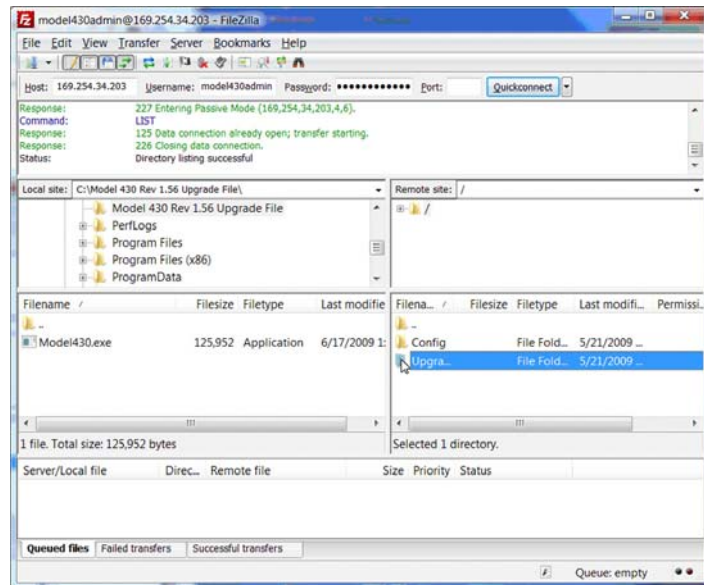 model430admin@169.254.34.203 - FileZilla
File Edit View Transfer Server Bookmarks Help
Host: 169.254.34.203 Username: model430admin Password: •••••••••••• Port: Quickconnect
Response: 227 Entering Passive Mode (169,254,34,203,4,6).
Command: LIST
Response: 125 Data connection already open; transfer starting.
Response: 226 Closing data connection.
Status: Directory listing successful
Local site: C:\Model 430 Rev 1.56 Upgrade File\
Remote site: /
Model 430 Rev 1.56 Upgrade File
PerfLogs
Program Files
Program Files (x86)
ProgramData
/
Filename / Filesize Filetype Last modifie
..
Model430.exe 125,952 Application 6/17/2009 1:
1 file. Total size: 125,952 bytes
Filena... / Filesize Filetype Last modifi... Permissi...
..
Config File Fold... 5/21/2009 ...
Upgra... File Fold... 5/21/2009 ...
Selected 1 directory.
Server/Local file Direc... Remote file Size Priority Status
Queued files Failed transfers Successful transfers
Queue: empty